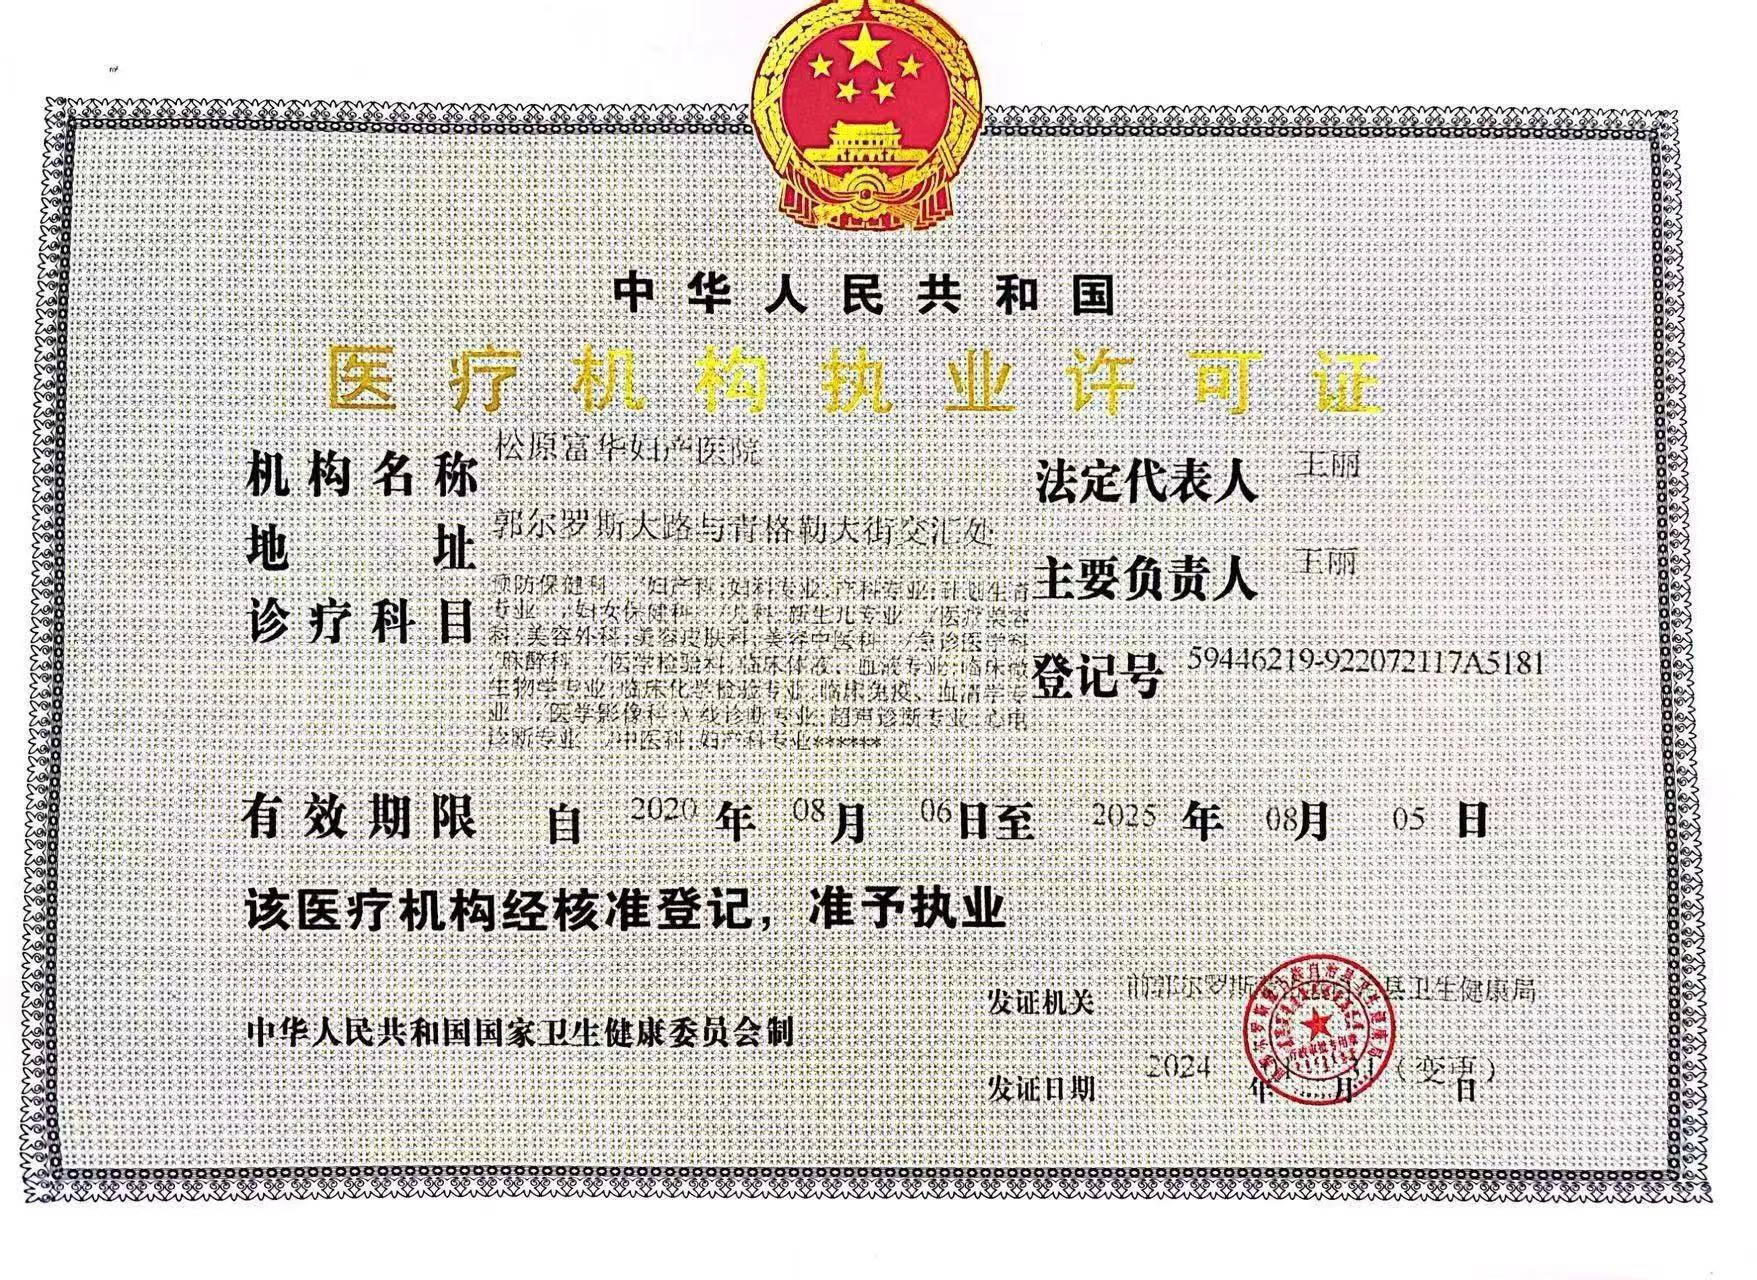 中华人民共和国
医疗机构执业许可证
机构名称 松原富华妇产医院
法定代表人 王丽
地址 郭尔罗斯大路与青格勒大街交汇处
主要负责人 王丽
诊疗科目 预防保健科 /妇产科;妇科专业;产科专业;计划生育
专业 /妇女保健科 /儿科;新生儿专业 /医疗美容
科;美容外科;美容皮肤科;美容中医科 /急诊医学科
/麻醉科 /医学检验科;临床体液、血液专业;临床微
生物学专业;临床化学检验专业;临床免疫、血清学专
业 /医学影像科;X线诊断专业;超声诊断专业;心电
诊断专业 /中医科;妇产科专业******
登记号 59446219-922072117A5181
有效期限 自 2020 年 08 月 06 日至 2025 年 08 月 05 日
该医疗机构经核准登记，准予执业
中华人民共和国国家卫生健康委员会制
发证机关 前郭尔罗斯 县卫生健康局
发证日期 2024 年 月 日 (变更)